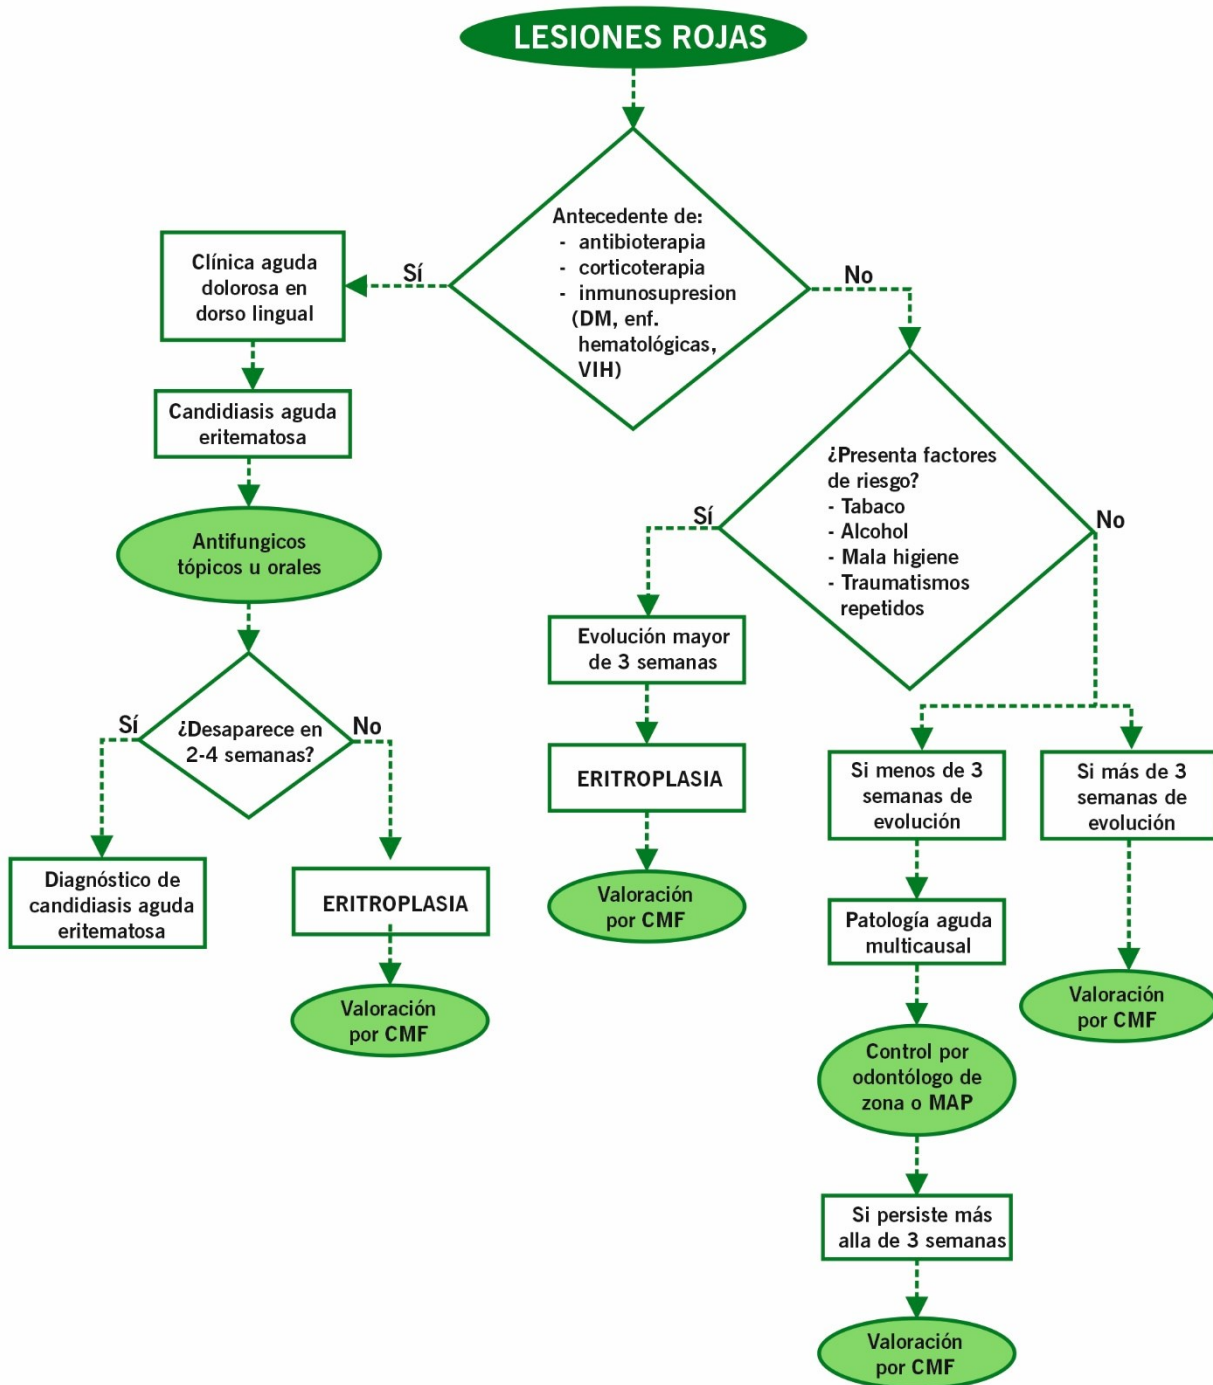 LESIONES ROJAS
Antecedente de:
- antibioterapia
- corticoterapia
- inmunosupresion
(DM, enf.
hematológicas,
VIH)
Sí
No
Clínica aguda
dolorosa en
dorso lingual
Candidiasis aguda
eritematosa
Antifungicos
tópicos u orales
¿Desaparece en
2-4 semanas?
Sí
No
Diagnóstico de
candidiasis aguda
eritematosa
ERITROPLASIA
Valoración
por CMF
¿Presenta factores
de riesgo?
- Tabaco
- Alcohol
- Mala higiene
- Traumatismos
repetidos
Sí
No
Evolución mayor
de 3 semanas
ERITROPLASIA
Valoración
por CMF
Si menos de 3
semanas de
evolución
Patología aguda
multicausal
Control por
odontólogo de
zona o MAP
Si persiste más
alla de 3 semanas
Valoración
por CMF
Si más de 3
semanas de
evolución
Valoración
por CMF